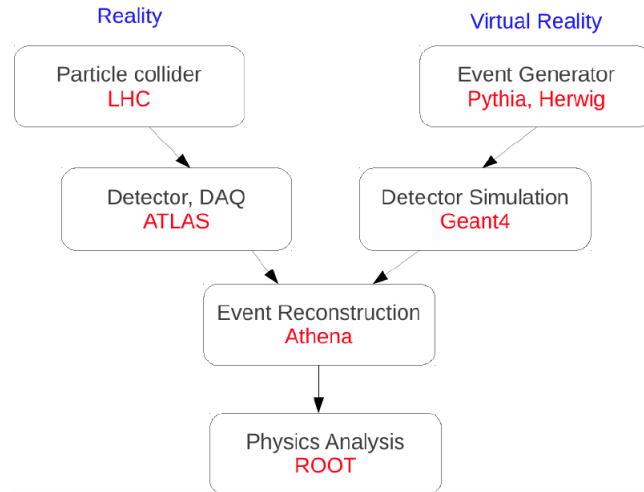 Reality
Virtual Reality
Particle collider
LHC
Event Generator
Pythia, Herwig
Detector, DAQ
ATLAS
Detector Simulation
Geant4
Event Reconstruction
Athena
Physics Analysis
ROOT